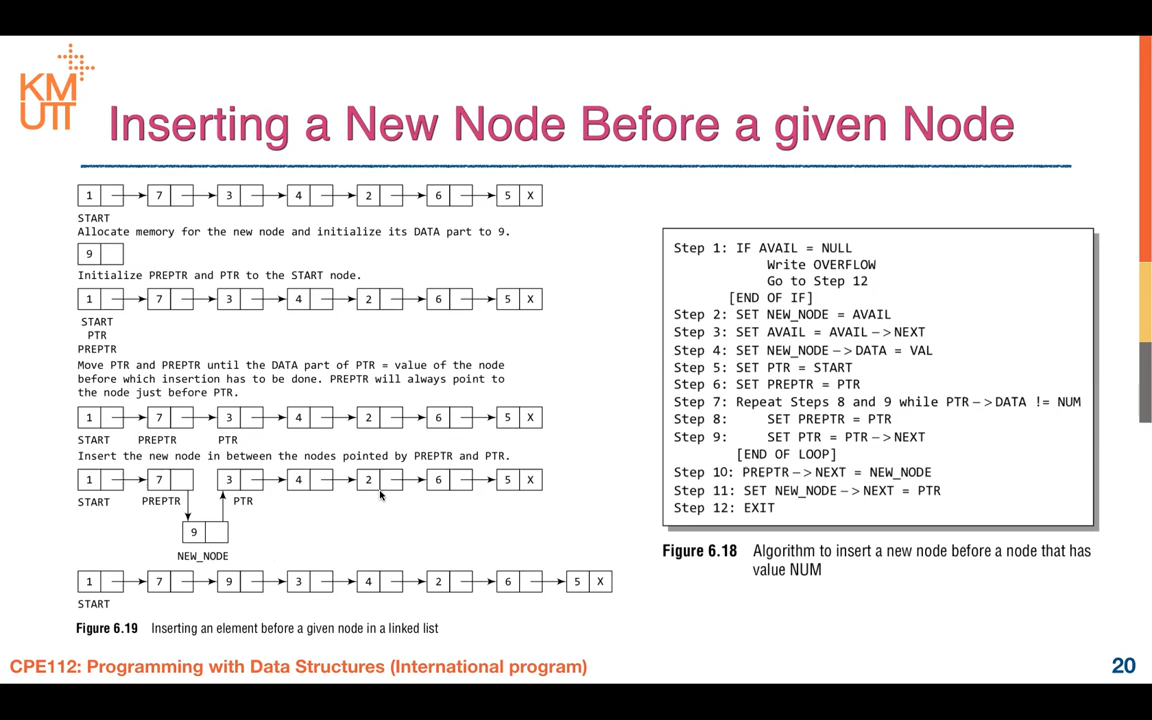 KM
UTT
Inserting a New Node Before a given Node
1 7 3 4 2 6 5 X
START
Allocate memory for the new node and initialize its DATA part to 9.
9
Initialize PREPTR and PTR to the START node.
1 7 3 4 2 6 5 X
START
PTR
PREPTR
Move PTR and PREPTR until the DATA part of PTR = value of the node
before which insertion has to be done. PREPTR will always point to
the node just before PTR.
1 7 3 4 2 6 5 X
START PREPTR PTR
Insert the new node in between the nodes pointed by PREPTR and PTR.
1 7 3 4 2 6 5 X
START PREPTR PTR
9
NEW_NODE
1 7 9 3 4 2 6 5 X
START
Figure 6.19 Inserting an element before a given node in a linked list
Step 1: IF AVAIL = NULL
Write OVERFLOW
Go to Step 12
[END OF IF]
Step 2: SET NEW_NODE = AVAIL
Step 3: SET AVAIL = AVAIL->NEXT
Step 4: SET NEW_NODE->DATA = VAL
Step 5: SET PTR = START
Step 6: SET PREPTR = PTR
Step 7: Repeat Steps 8 and 9 while PTR->DATA != NUM
Step 8: SET PREPTR = PTR
Step 9: SET PTR = PTR->NEXT
[END OF LOOP]
Step 10: PREPTR->NEXT = NEW_NODE
Step 11: SET NEW_NODE->NEXT = PTR
Step 12: EXIT
Figure 6.18 Algorithm to insert a new node before a node that has
value NUM
CPE112: Programming with Data Structures (International program)
20